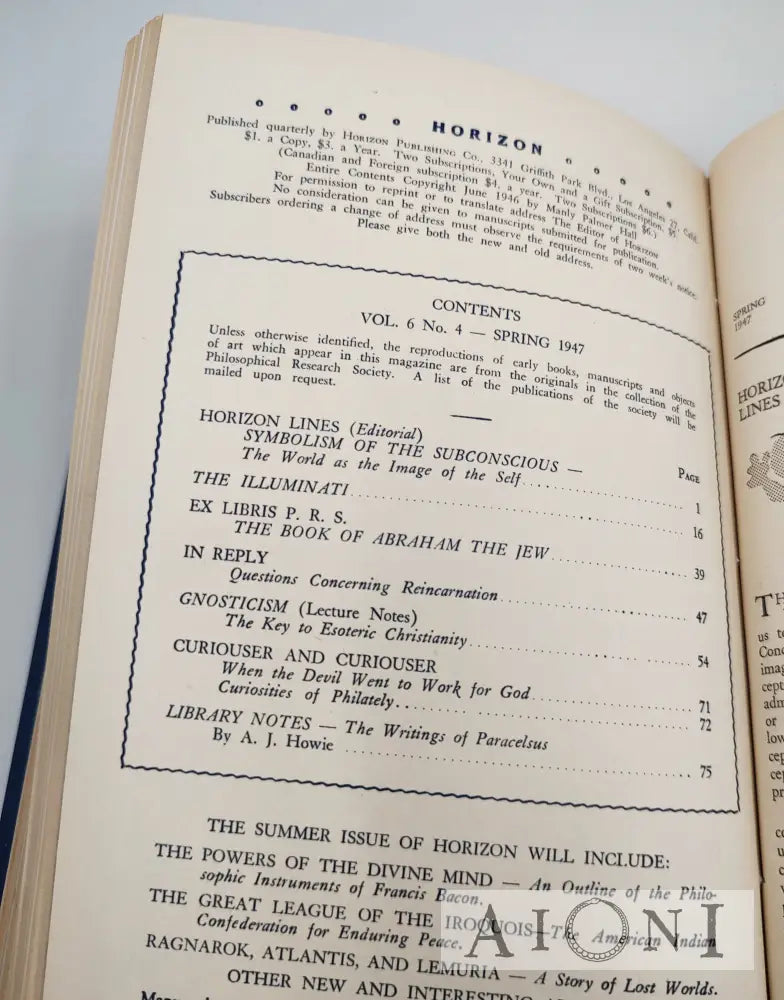 HORIZON
Published quarterly by HORIZON PUBLISHING CO., 3341 Griffith Park Blvd., Los Angeles 27, Calif.
$1. a Copy, $3. a Year. Two Subscriptions, Your Own and a Gift Subscription, $5.
(Canadian and Foreign subscription $4, a year. Two Subscriptions $6.)
Entire Contents Copyright June 1946 by Manly Palmer Hall
For permission to reprint or to translate address The Editor of HORIZON
No consideration can be given to manuscripts submitted for publication.
Subscribers ordering a change of address must observe the requirements of two week's notice.
Please give both the new and old address.
CONTENTS
VOL. 6 No. 4 — SPRING 1947
Unless otherwise identified, the reproductions of early books, manuscripts and objects
of art which appear in this magazine are from the originals in the collection of the
Philosophical Research Society. A list of the publications of the society will be
mailed upon request.
PAGE
HORIZON LINES (Editorial)
SYMBOLISM OF THE SUBCONSCIOUS —
The World as the Image of the Self 1
THE ILLUMINATI 16
EX LIBRIS P. R. S.
THE BOOK OF ABRAHAM THE JEW 39
IN REPLY
Questions Concerning Reincarnation 47
GNOSTICISM (Lecture Notes)
The Key to Esoteric Christianity 54
CURIOUSER AND CURIOUSER
When the Devil Went to Work for God 71
Curiosities of Philately 72
LIBRARY NOTES — The Writings of Paracelsus
By A. J. Howie 75
THE SUMMER ISSUE OF HORIZON WILL INCLUDE:
THE POWERS OF THE DIVINE MIND — An Outline of the Philo-
sophic Instruments of Francis Bacon.
THE GREAT LEAGUE OF THE IROQUOIS—The American Indian
Confederation for Enduring Peace.
RAGNAROK, ATLANTIS, AND LEMURIA — A Story of Lost Worlds.
OTHER NEW AND INTERESTING
SPRING
1947
LINES
us to
AIONI